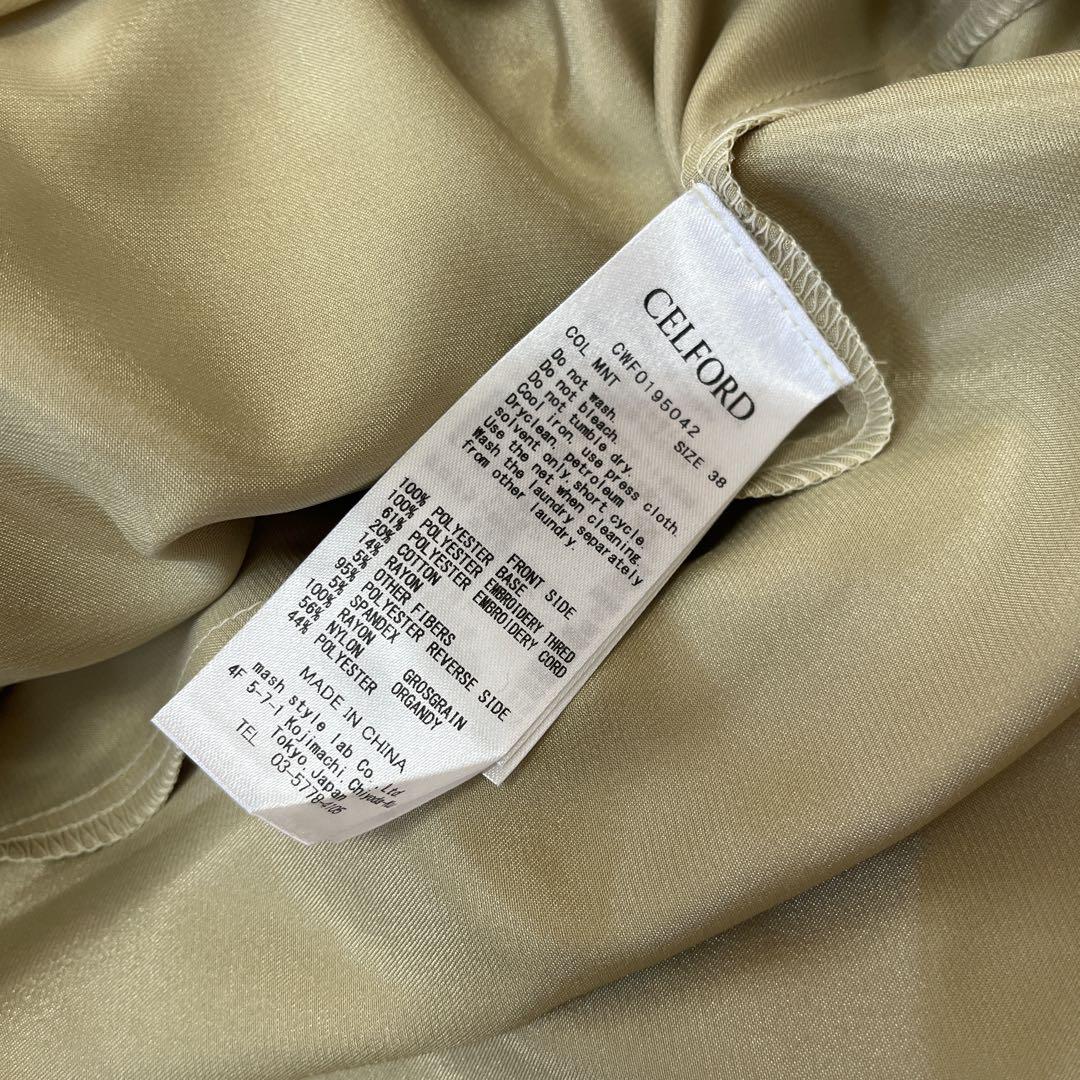 CELFORD
CWFO195042
COL MNT SIZE 38
Do not wash.
Do not bleach.
Do not tumble dry.
Cool iron, use press cloth.
Dryclean, petroleum
solvent only, short cycle.
Use the net when cleaning.
Wash the laundry separately
from other laundry.
FRONT SIDE
100% POLYESTER BASE
100% POLYESTER EMBROIDERY THRED
61% POLYESTER EMBROIDERY CORD
20% COTTON
14% RAYON
5% OTHER FIBERS
95% POLYESTER REVERSE SIDE
5% SPANDEX
100% RAYON GROSGRAIN
56% NYLON ORGANDY
44% POLYESTER
MADE IN CHINA
mash style lab Co., Ltd
4F 5-7-1 Kojimachi, Chiyoda-ku
Tokyo, Japan
TEL 03-5778-4105